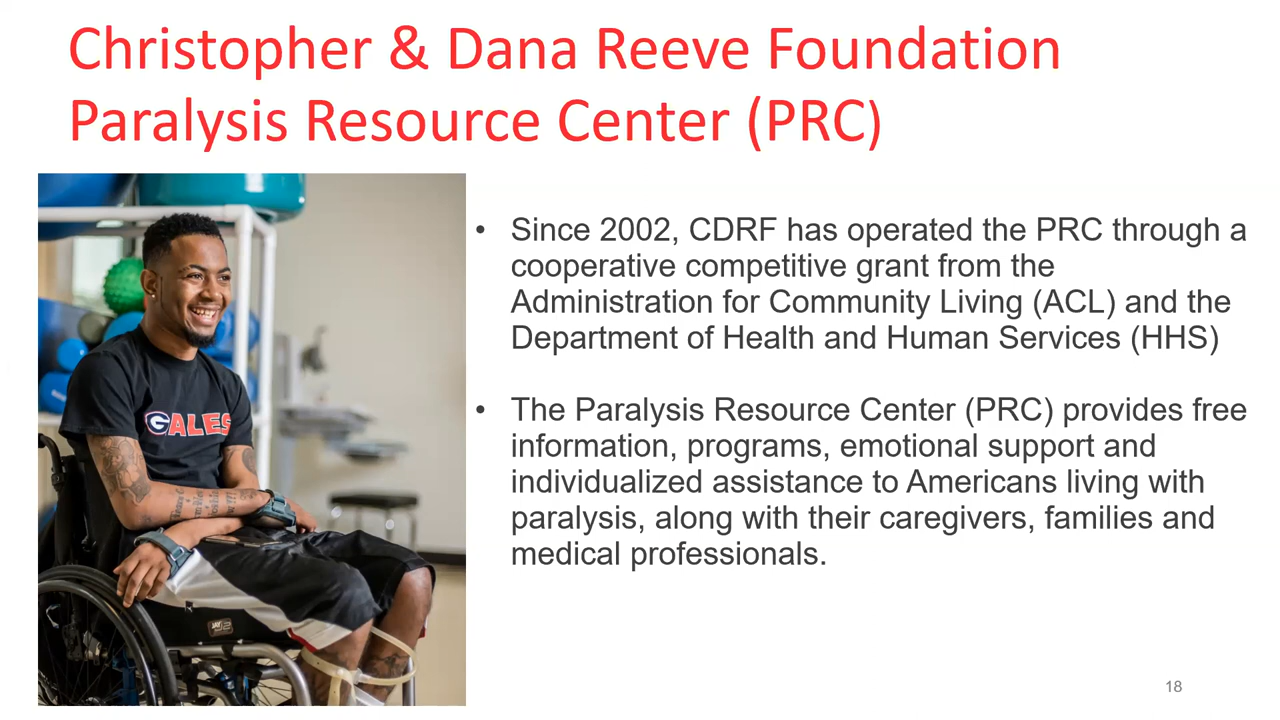 Christopher & Dana Reeve Foundation
Paralysis Resource Center (PRC)
• Since 2002, CDRF has operated the PRC through a
cooperative competitive grant from the
Administration for Community Living (ACL) and the
Department of Health and Human Services (HHS)
• The Paralysis Resource Center (PRC) provides free
information, programs, emotional support and
individualized assistance to Americans living with
paralysis, along with their caregivers, families and
medical professionals.
GALES
JAY
18